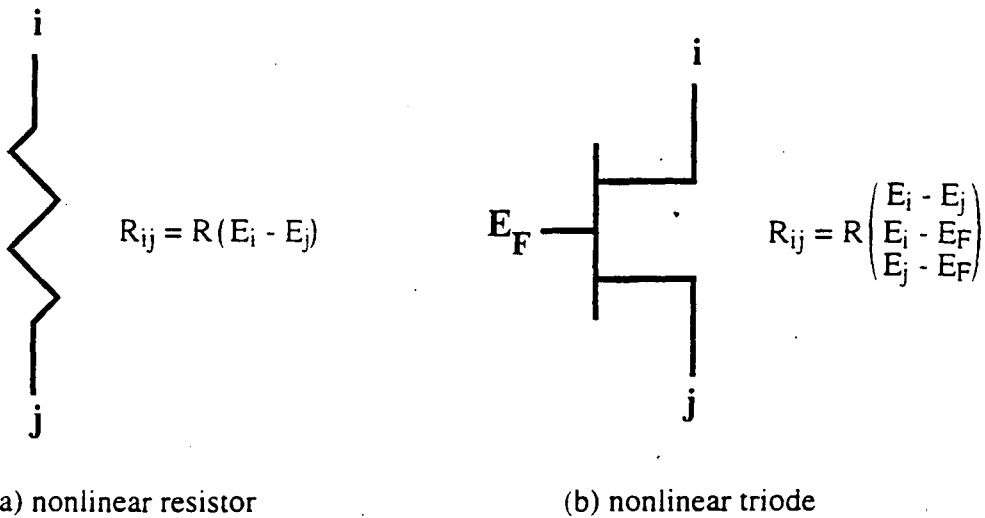 i
R_ij = R(E_i - E_j)
j
a) nonlinear resistor
i
E_F
R_ij = R(E_i - E_j
E_i - E_F
E_j - E_F)
j
(b) nonlinear triode